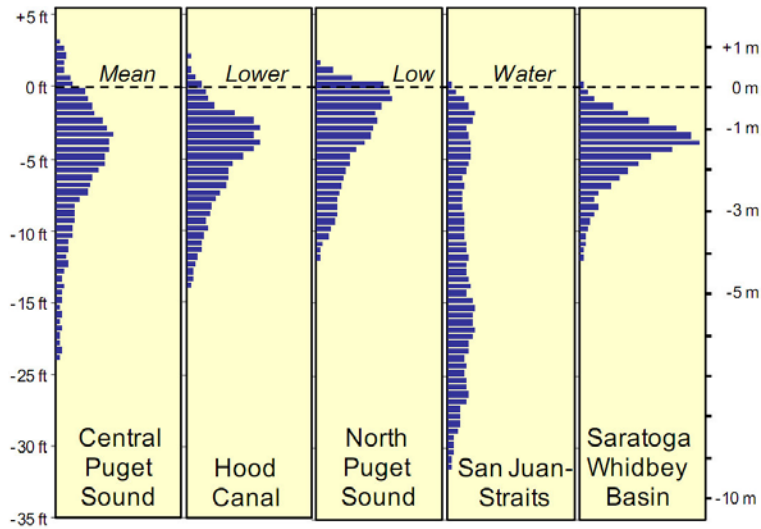 +5 ft
0 ft
-5 ft
-10 ft
-15 ft
-20 ft
-25 ft
-30 ft
-35 ft
Mean Lower Low Water
Central
Puget
Sound
Hood
Canal
North
Puget
Sound
San Juan-
Straits
Saratoga
Whidbey
Basin
+1 m
0 m
-1 m
-3 m
-5 m
-10 m